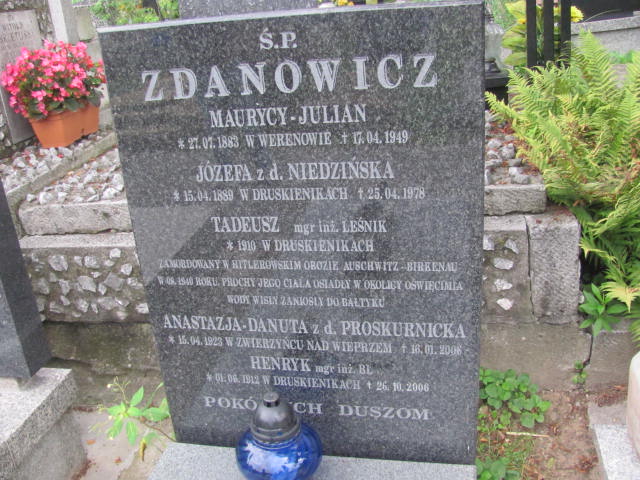 Ś.P.
ZDANOWICZ
MAURYCY-JULIAN
* 27.07.1883 W WERENOWIE + 17.04.1949
JÓZEFA z d. NIEDZIŃSKA
* 15.04.1889 W DRUSKIENIKACH + 25.04.1978
TADEUSZ mgr inż. LEŚNIK
* 1910 W DRUSKIENIKACH
ZAMORDOWANY W HITLEROWSKIM OBOZIE AUSCHWITZ-BIRKENAU
W 08.1940 ROKU. PROCHY JEGO CIAŁA OSIADŁY W OKOLICY OŚWIĘCIMIA
WODY WISŁY ZANIOSŁY DO BAŁTYKU
ANASTAZJA-DANUTA z d. PROSKURNICKA
* 15.04.1923 W ZWIERZYŃCU NAD WIEPRZEM + 16.01.2006
HENRYK mgr inż. BL
* 01.06.1912 W DRUSKIENIKACH + 26.10.2006
POKÓJ ICH DUSZOM